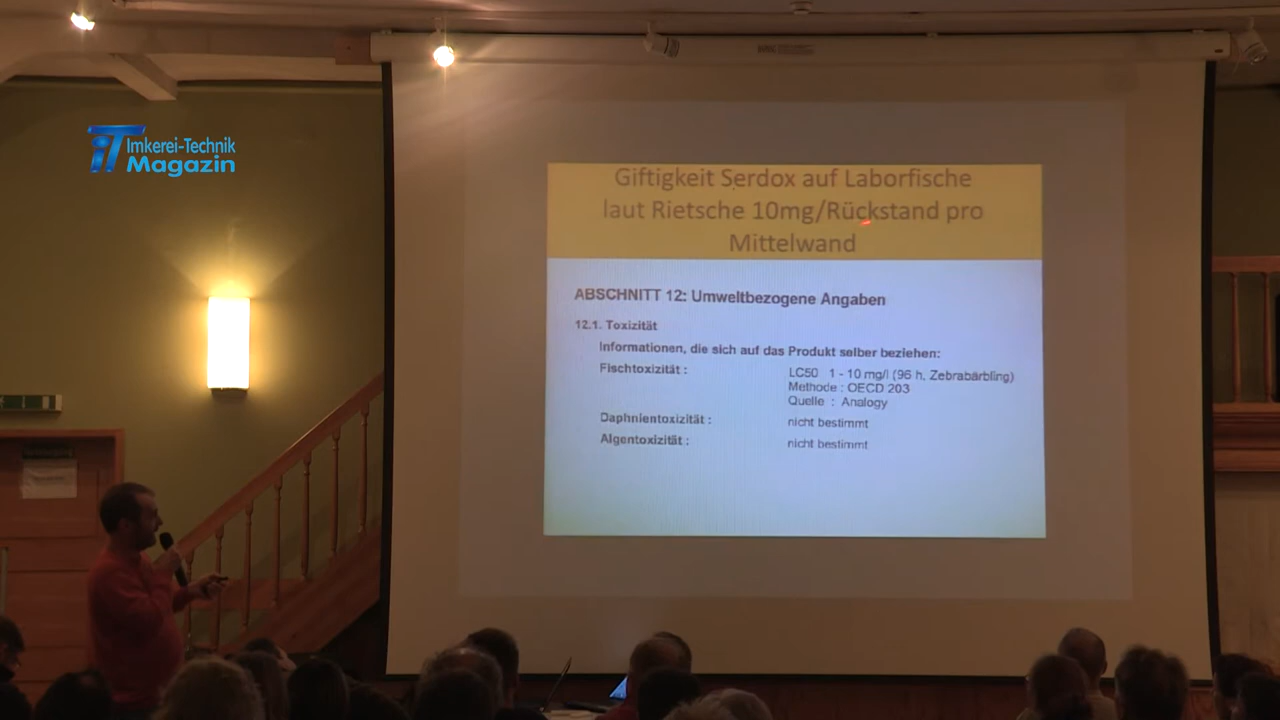 Imkerei-Technik
Magazin
Giftigkeit Serdox auf Laborfische
laut Rietsche 10mg/Rückstand pro
Mittelwand
ABSCHNITT 12: Umweltbezogene Angaben
12.1. Toxizität
Informationen, die sich auf das Produkt selber beziehen:
Fischtoxizität : LC50 1 - 10 mg/l (96 h, Zebrabärbling)
Methode : OECD 203
Quelle : Analogy
Daphnientoxizität : nicht bestimmt
Algentoxizität : nicht bestimmt